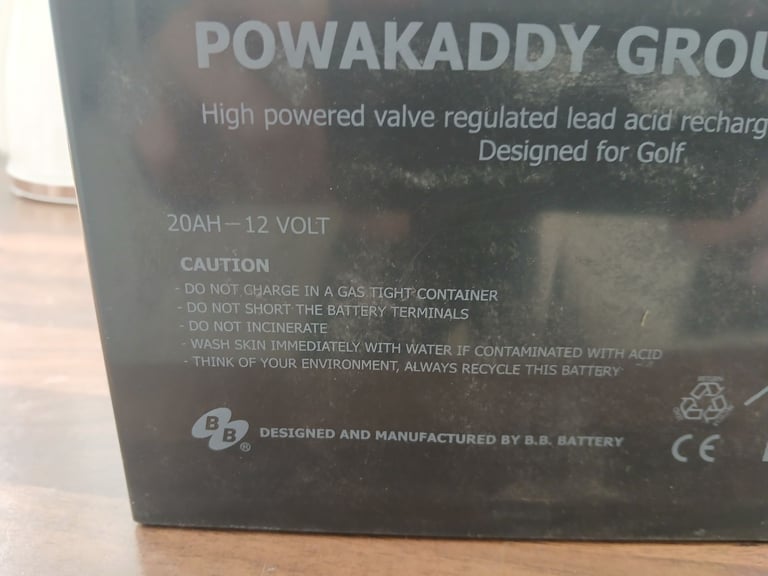 POWAKADDY GROU
High powered valve regulated lead acid recharg
Designed for Golf
20AH—12 VOLT
CAUTION
- DO NOT CHARGE IN A GAS TIGHT CONTAINER
- DO NOT SHORT THE BATTERY TERMINALS
- DO NOT INCINERATE
- WASH SKIN IMMEDIATELY WITH WATER IF CONTAMINATED WITH ACID
- THINK OF YOUR ENVIRONMENT, ALWAYS RECYCLE THIS BATTERY
BB® DESIGNED AND MANUFACTURED BY B.B. BATTERY
CE